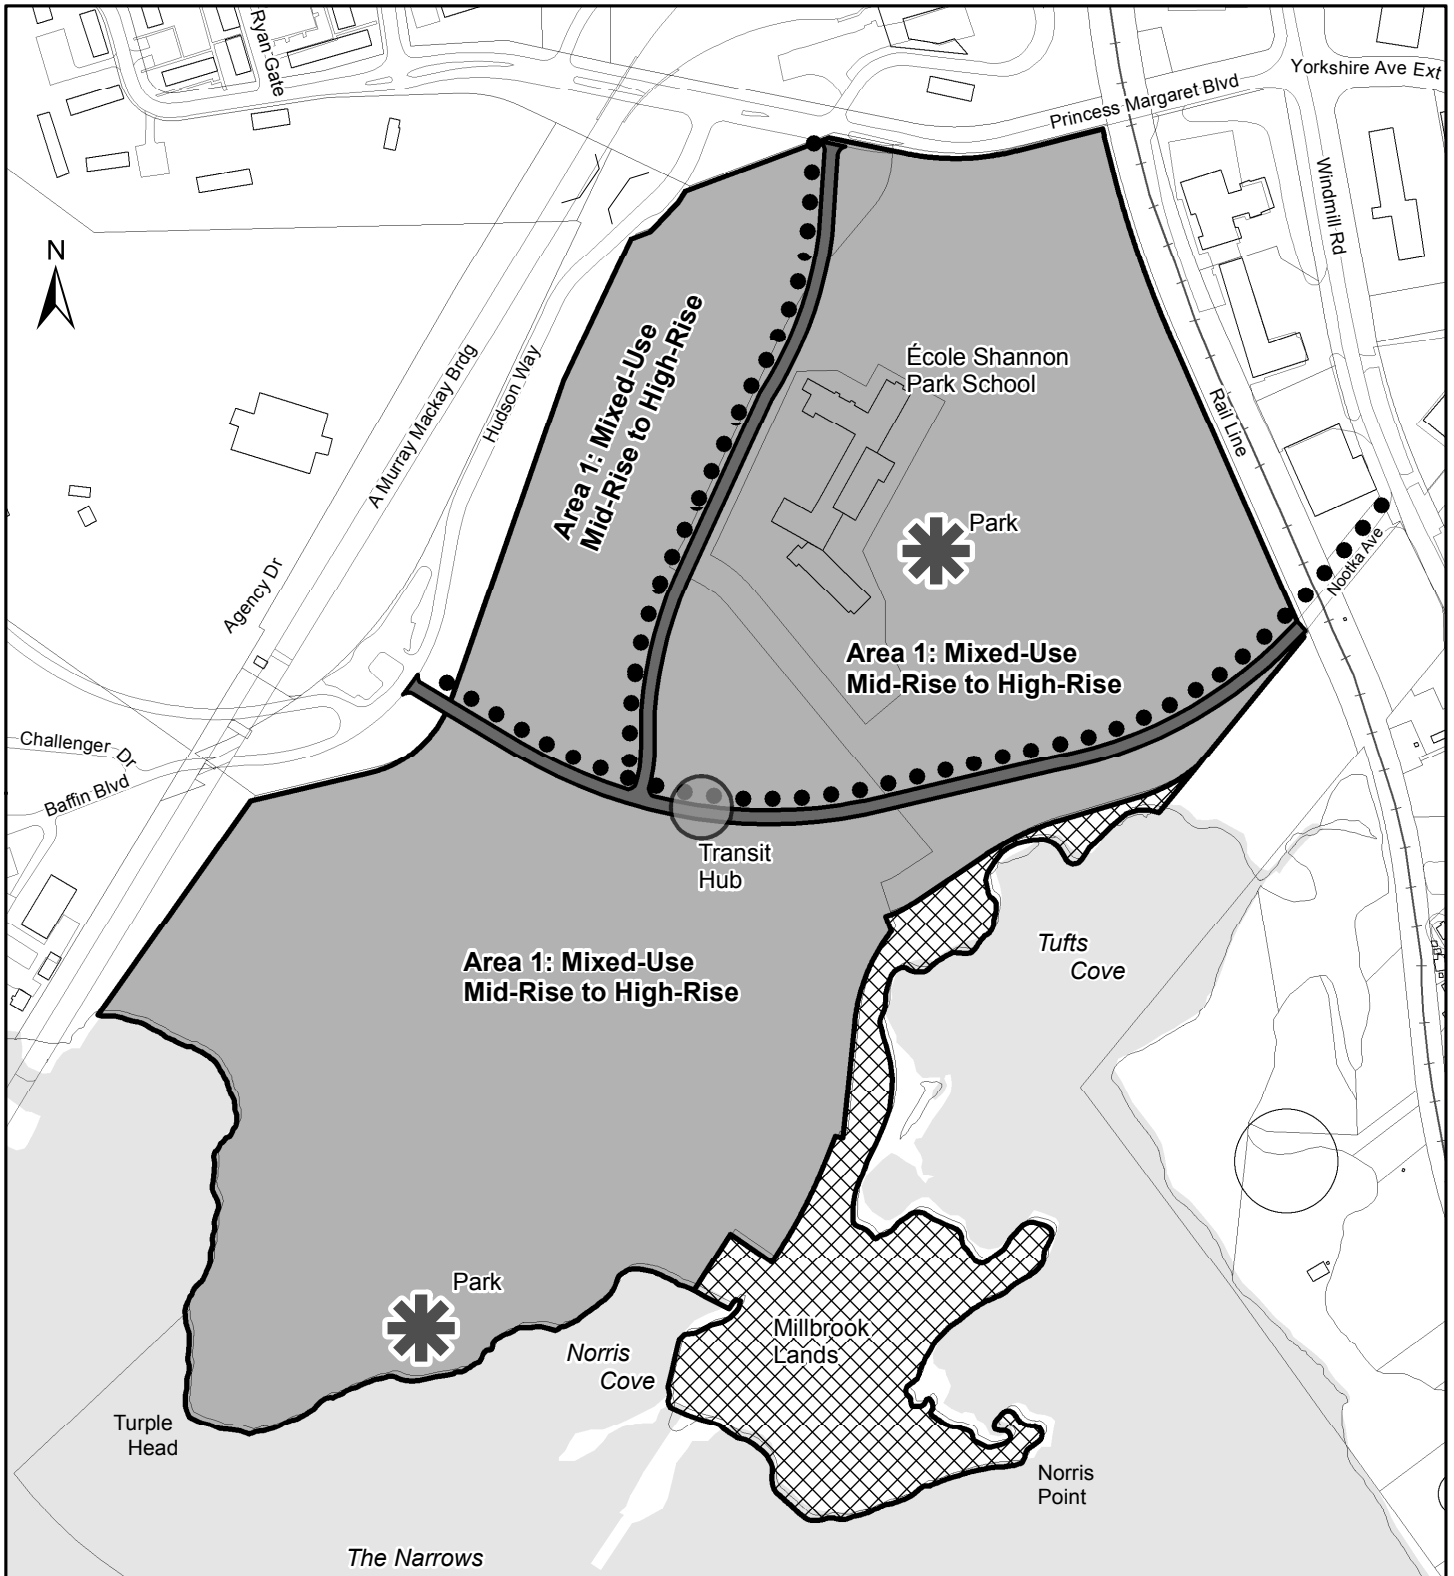 Ryan Gate
Yorkshire Ave Ext
Princess Margaret Blvd
Windmill Rd
N
École Shannon
Park School
Area 1: Mixed-Use
Mid-Rise to High-Rise
A Murray Mackay Brdg
Hudson Way
Rail Line
Park
Nootka Ave
Agency Dr
Area 1: Mixed-Use
Mid-Rise to High-Rise
Challenger Dr
Baffin Blvd
Transit
Hub
Area 1: Mixed-Use
Mid-Rise to High-Rise
Tufts
Cove
Park
Millbrook
Lands
Norris
Cove
Turple
Head
Norris
Point
The Narrows